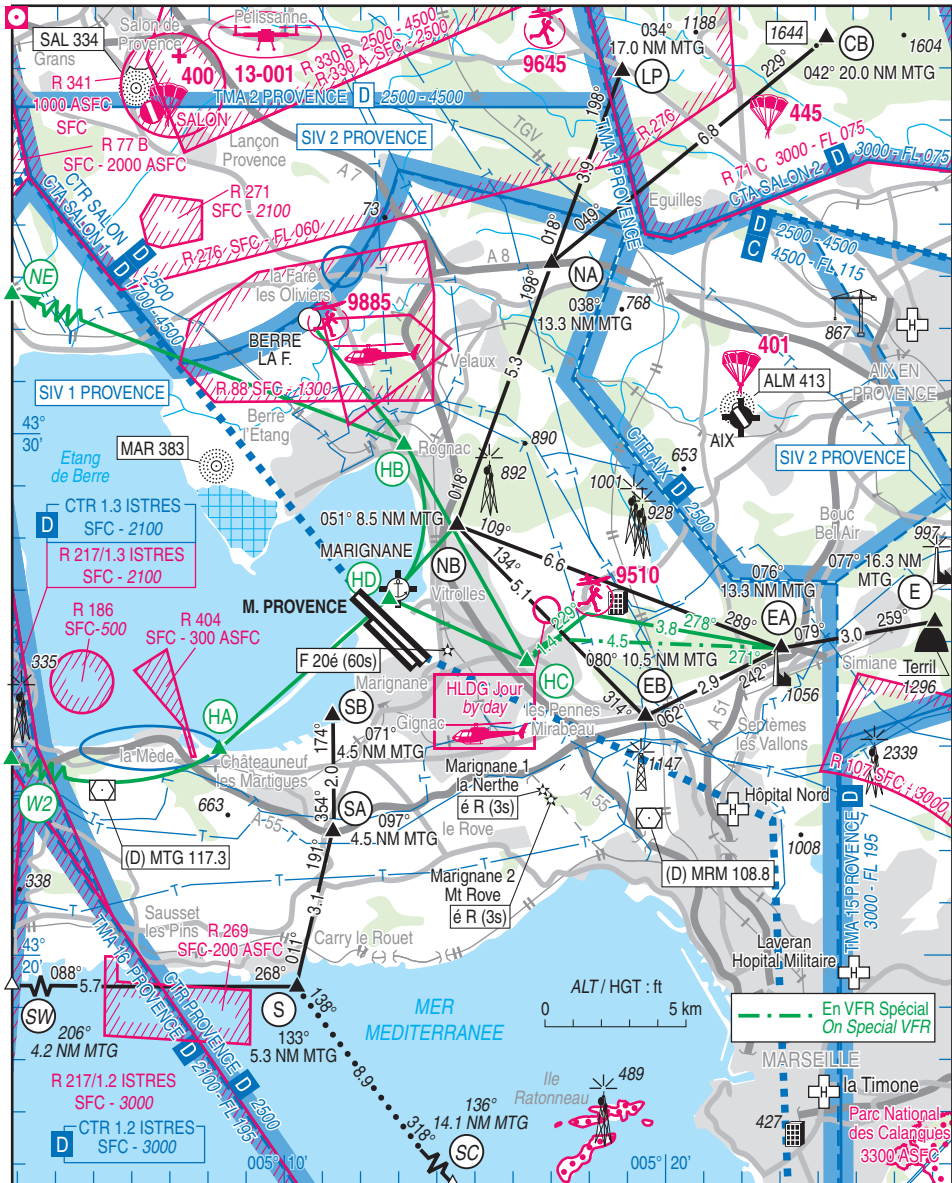 SAL 334
Salon de
Provence
Grans
Pelissanne
400
13-001
R 330 B 2500 - 4500
R 330 A SFC - 2500
9645
034°
17.0 NM MTG
1188
1644
CB
1604
042° 20.0 NM MTG
LP
229°
198°
R 341
1000 ASFC
SFC
SALON
TMA 2 PROVENCE D 2500-4500
SIV 2 PROVENCE
R 77 B
SFC - 2000 ASFC
Lançon
Provence
A 7
TGV
3.9
6.8
R 276
445
R 71 C 3000 - FL 075
CTA SALON 2 D 3000 - FL 075
TMA 1 PROVENCE
Eguilles
CTR SALON D 2500
CTA SALON 1 D 1700-4500
R 271
SFC - 2100
73
R 276 SFC - FL 060
018°
049°
D
C
2500 - 4500
4500 - FL 115
A 8
NA
038°
13.3 NM MTG
198°
768
NE
la Fare
les Oliviers
9885
BERRE
LA F.
867
H
401
ALM 413
AIX EN
PROVENCE
Velaux
5.3
SIV 1 PROVENCE
R 88 SFC - 1300
Berre
l'Etang
AIX
43°
30'
Etang
de Berre
MAR 383
HB
Rognac
890
892
653
CTR AIX D 2500
SIV 2 PROVENCE
1001
928
Bouc
Bel Air
018°
D
CTR 1.3 ISTRES
SFC - 2100
R 217/1.3 ISTRES
SFC - 2100
051° 8.5 NM MTG
109°
134°
NB
MARIGNANE
HD
Vitrolles
6.6
5.1
997
077° 16.3 NM
MTG
E
076°
13.3 NM MTG
EA
9510
M. PROVENCE
R 186
SFC-500
R 404
SFC - 300 ASFC
F 20é (60s)
229°
1.4
3.8
278°
289°
4.5
271°
079°
3.0
259°
Simiane
Terril
1296
HC
080° 10.5 NM MTG
EB
242°
2.9
062°
314°
1056
335
HA
Marignane
HLDG Jour
by day
les Pennes
Mirabeau
Gignac
A 51
Septèmes
les Vallons
SB
071°
4.5 NM MTG
174°
2.0
354°
la Mède
Châteauneuf
les Martigues
W2
2339
1147
R 107 SFC - 3000
Marignane 1
la Nerthe
é R (3s)
A 55
H
Hôpital Nord
663
A 55
SA
097°
4.5 NM MTG
le Rove
(D) MTG 117.3
191°
(D) MRM 108.8
1008
D
TMA 15 PROVENCE
3000 - FL 195
Marignane 2
Mt Rove
é R (3s)
338
Sausset
les Pins
R 269
SFC-200 ASFC
3.1
011°
Carry le Rouet
43°
20'
088°
5.7
268°
S
138°
133°
5.3 NM MTG
SW
206°
4.2 NM MTG
TMA 16 PROVENCE D 2100-FL 195
CTR PROVENCE D 2500
MER
MEDITERRANEE
ALT / HGT : ft
0
5 km
Laveran
Hopital Militaire
H
En VFR Spécial
On Special VFR
MARSEILLE
8.9
R 217/1.2 ISTRES
SFC - 3000
D
CTR 1.2 ISTRES
SFC - 3000
Ile
Ratonneau
489
H
la Timone
427
Parc National
des Calanques
3300 ASFC
136°
14.1 NM MTG
318°
SC
005° 10'
005° 20'